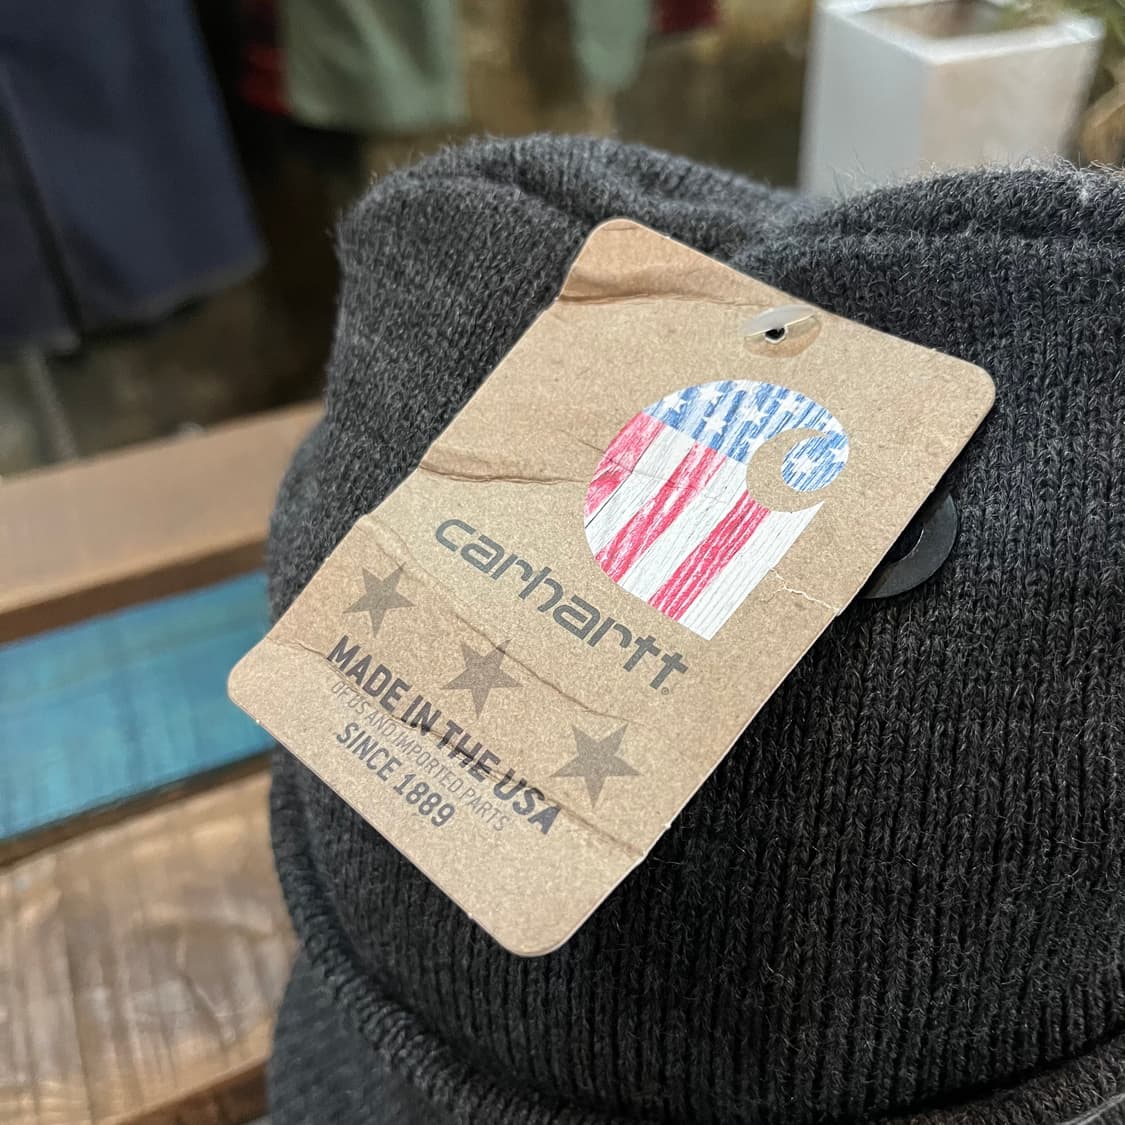 carhartt®
MADE IN THE USA
OF US AND IMPORTED PARTS
SINCE 1889